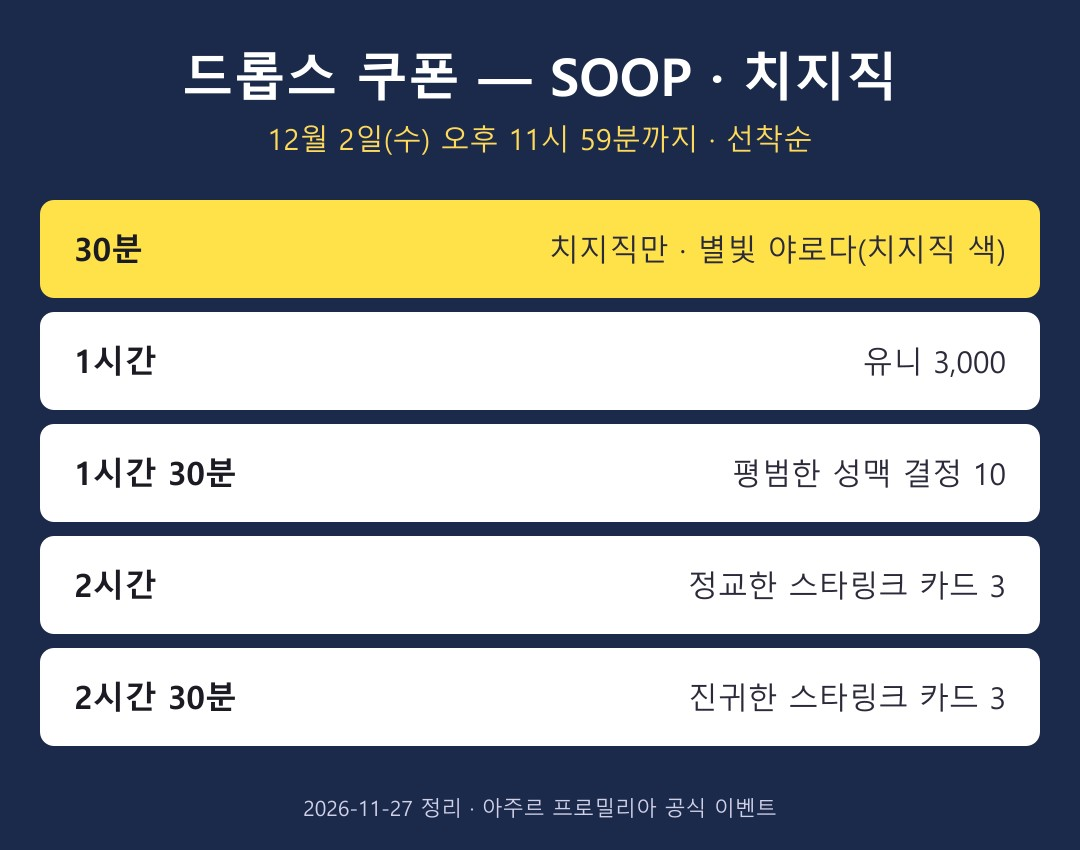 드롭스 쿠폰 — SOOP · 치지직
12월 2일(수) 오후 11시 59분까지 · 선착순
30분 치지직만 · 별빛 야로다(치지직 색)
1시간 유니 3,000
1시간 30분 평범한 성맥 결정 10
2시간 정교한 스타링크 카드 3
2시간 30분 진귀한 스타링크 카드 3
2026-11-27 정리 · 아주르 프로밀리아 공식 이벤트